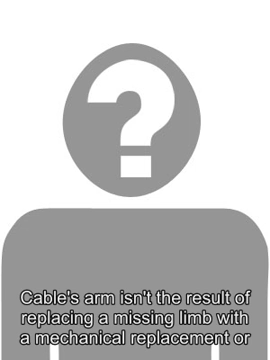 ?
Cable's arm isn't the result of
replacing a missing limb with
a mechanical replacement or